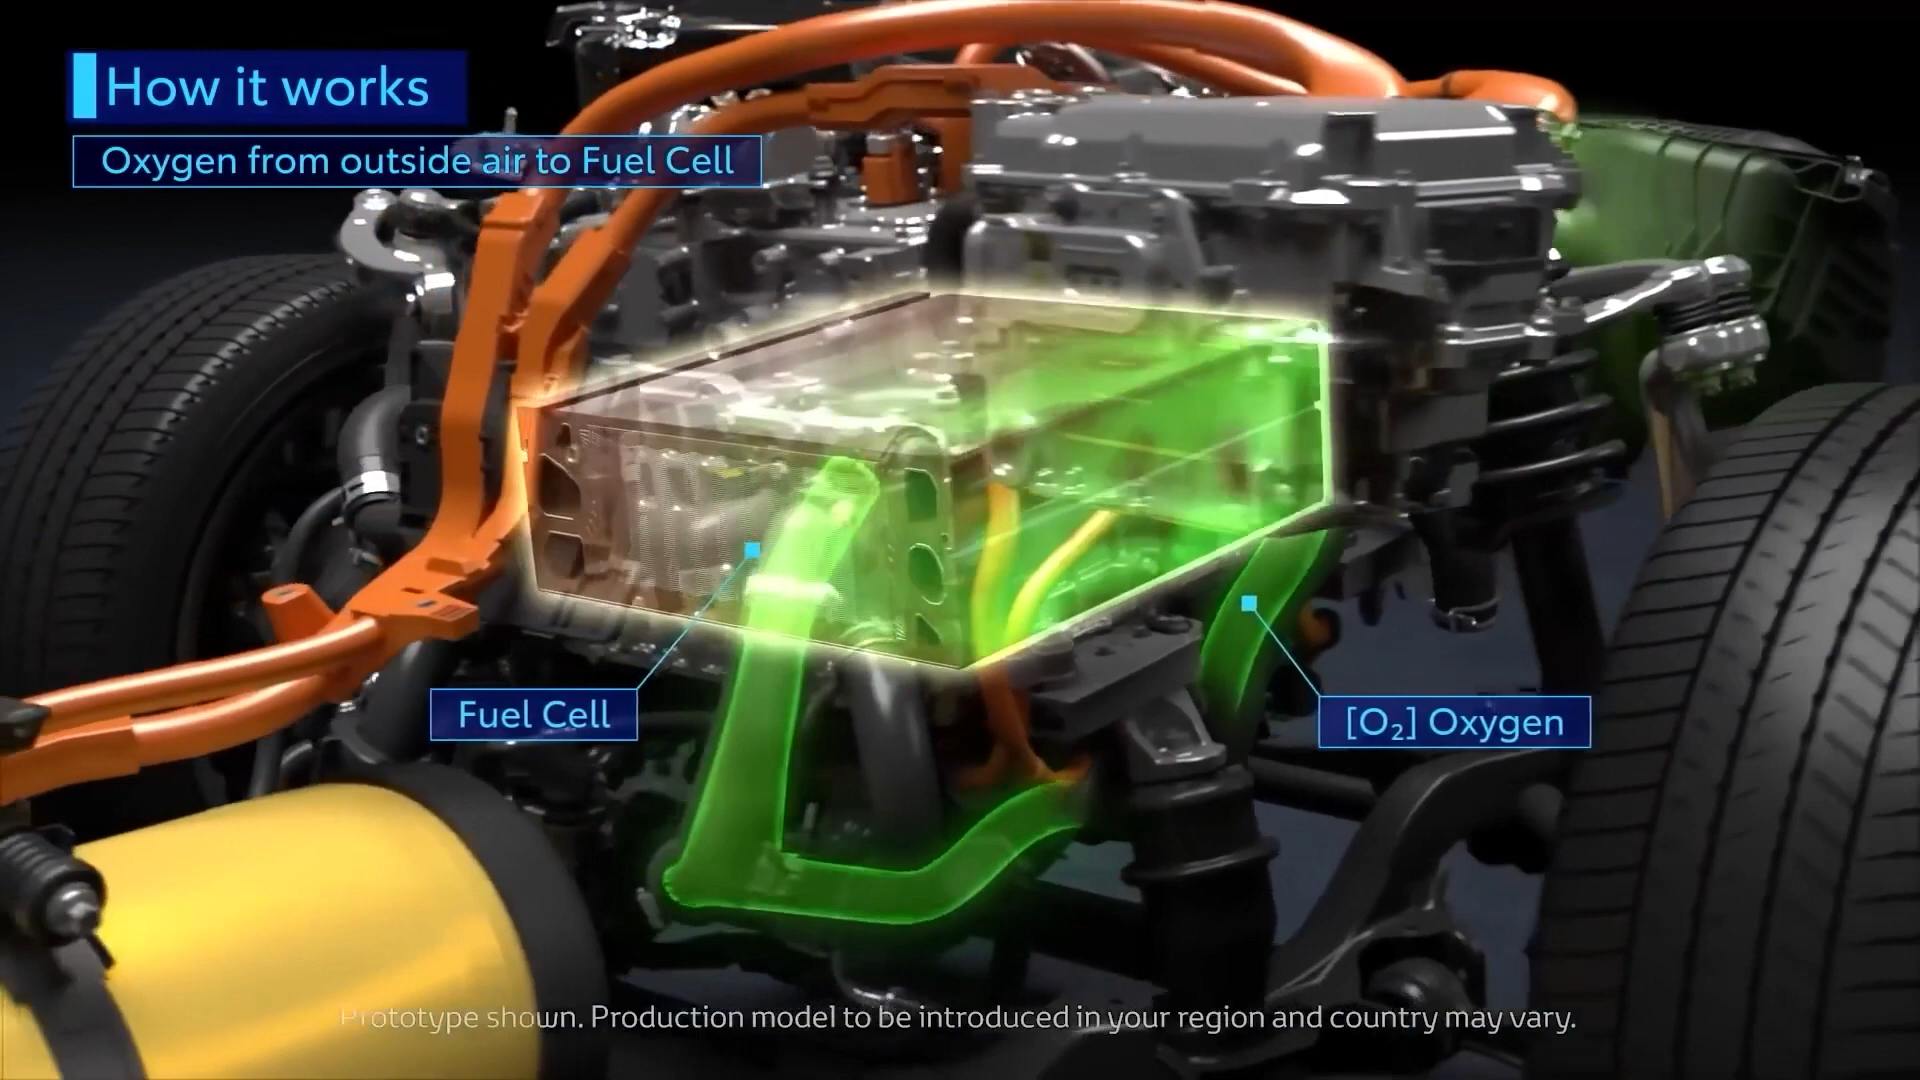 How it works
Oxygen from outside air to Fuel Cell
Fuel Cell
[O₂] Oxygen
Prototype shown. Production model to be introduced in your region and country may vary.